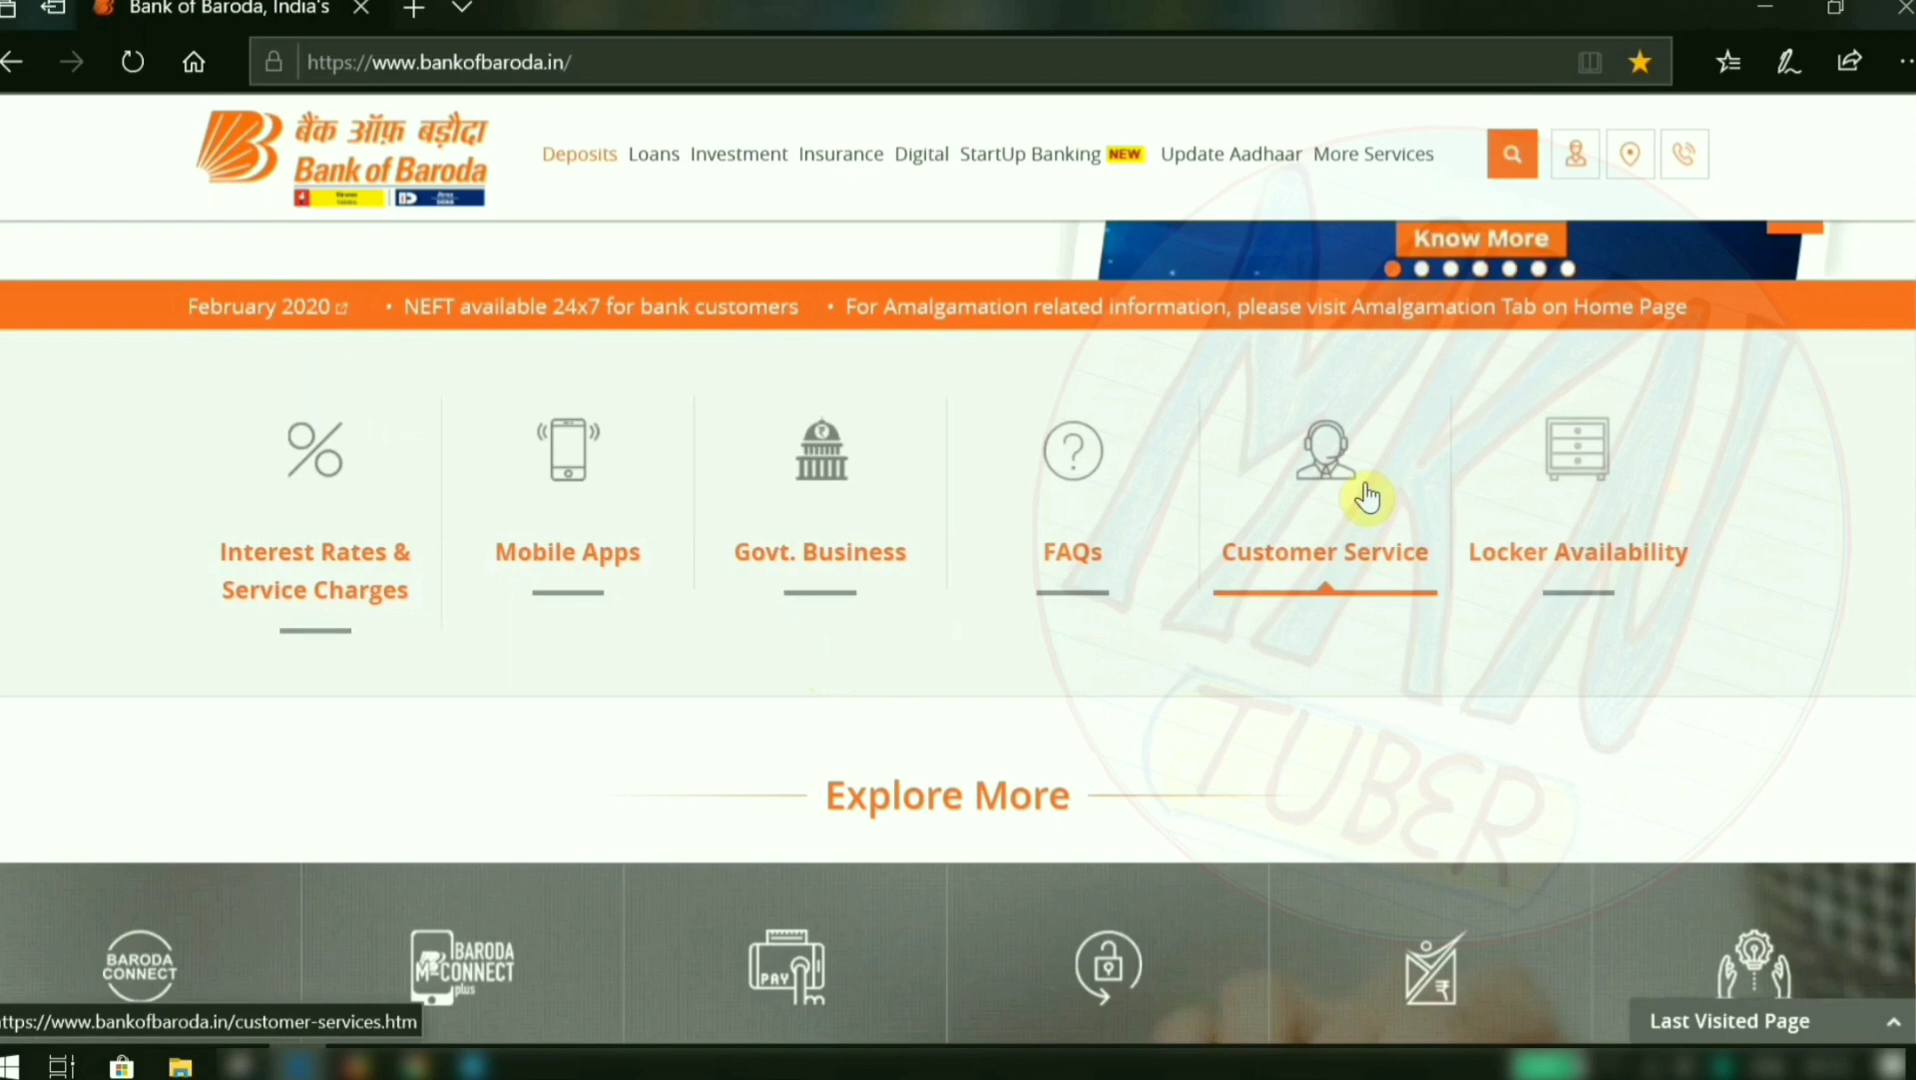 Bank of Baroda, India's
https://www.bankofbaroda.in/
बैंक ऑफ़ बड़ौदा
Bank of Baroda
Deposits Loans Investment Insurance Digital StartUp Banking NEW Update Aadhaar More Services
Know More
February 2020 • NEFT available 24x7 for bank customers • For Amalgamation related information, please visit Amalgamation Tab on Home Page
Interest Rates &
Service Charges
Mobile Apps
Govt. Business
FAQs
Customer Service
Locker Availability
MKN
TUBER
Explore More
BARODA
CONNECT
BARODA
M-CONNECT
plus
PAY
ttps://www.bankofbaroda.in/customer-services.htm
Last Visited Page